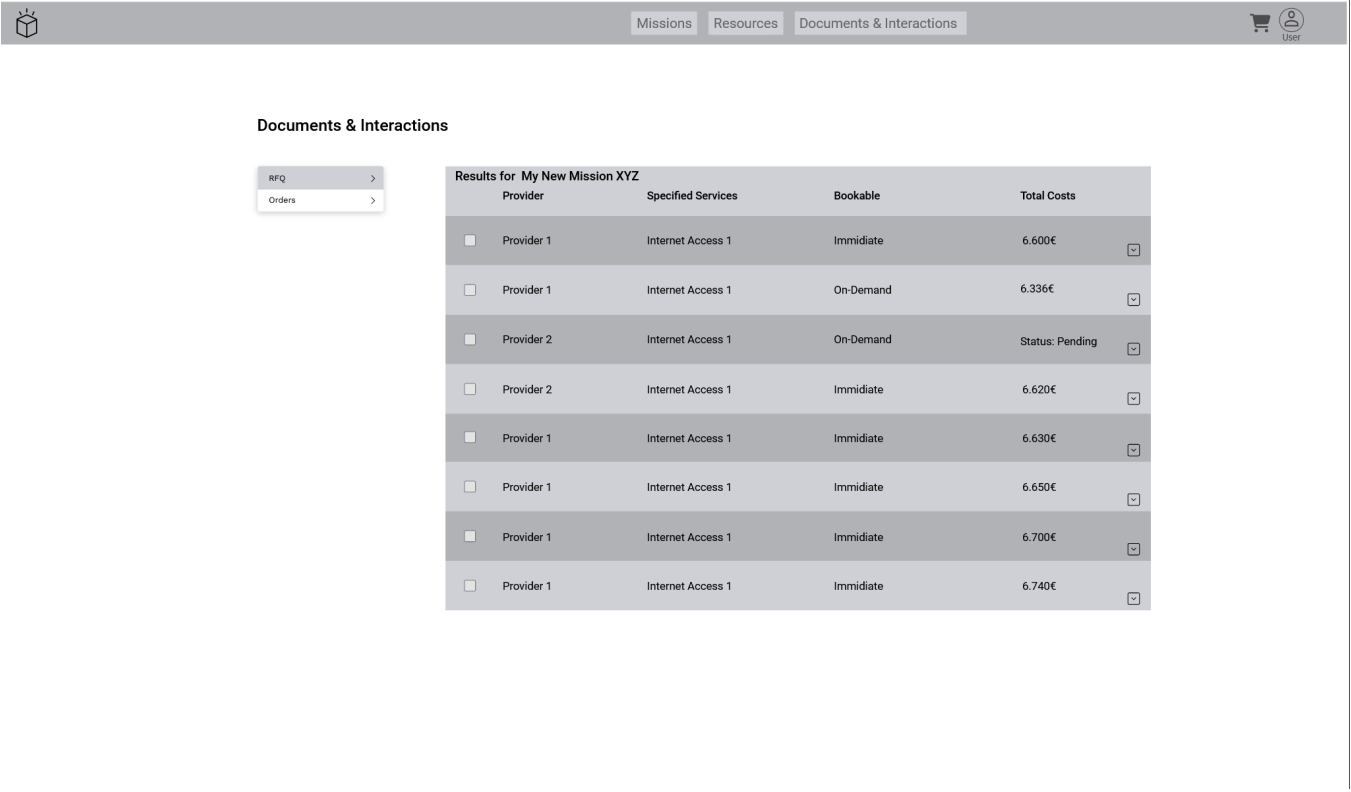 Missions Resources Documents & Interactions
User
Documents & Interactions
RFQ
Orders
Results for My New Mission XYZ
Provider Specified Services Bookable Total Costs
Provider 1 Internet Access 1 Immidiate 6.600€
Provider 1 Internet Access 1 On-Demand 6.336€
Provider 2 Internet Access 1 On-Demand Status: Pending
Provider 2 Internet Access 1 Immidiate 6.620€
Provider 1 Internet Access 1 Immidiate 6.630€
Provider 1 Internet Access 1 Immidiate 6.650€
Provider 1 Internet Access 1 Immidiate 6.700€
Provider 1 Internet Access 1 Immidiate 6.740€